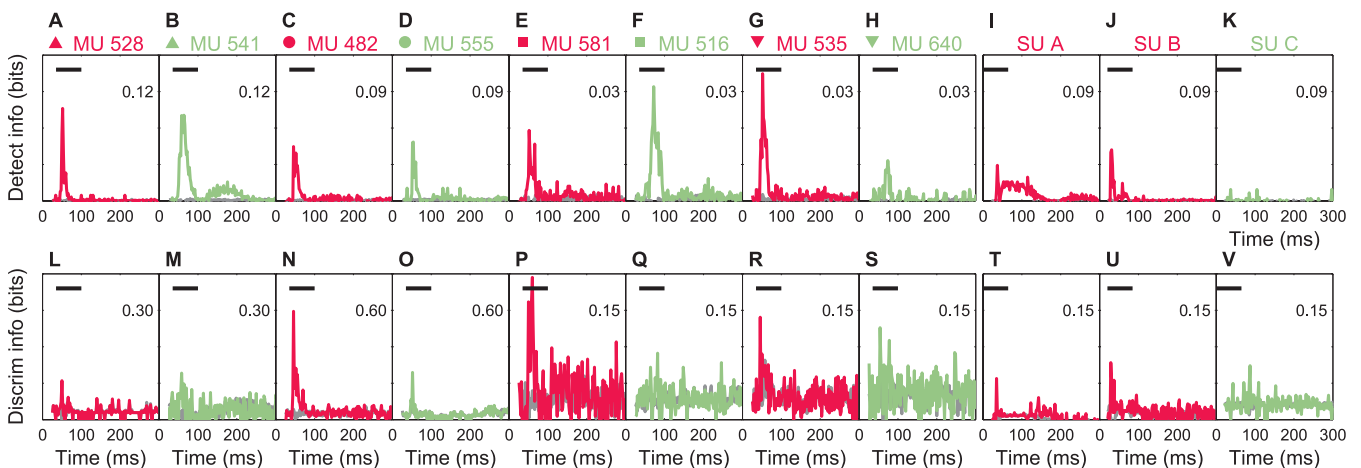 A B C D E F G H I J K
▲ MU 528 ▲ MU 541 ● MU 482 ● MU 555 ■ MU 581 ■ MU 516 ▼ MU 535 ▼ MU 640 SU A SU B SU C
Detect info (bits)
0.12 0.12 0.09 0.09 0.03 0.03 0.03 0.03 0.09 0.09 0.09
0 100 200 0 100 200 0 100 200 0 100 200 0 100 200 0 100 200 0 100 200 0 100 200 0 100 200 0 100 200 0 100 200 300
Time (ms)
L M N O P Q R S T U V
Discrim info (bits)
0.30 0.30 0.60 0.60 0.15 0.15 0.15 0.15 0.15 0.15 0.15
0 100 200 0 100 200 0 100 200 0 100 200 0 100 200 0 100 200 0 100 200 0 100 200 0 100 200 0 100 200 0 100 200 300
Time (ms) Time (ms) Time (ms) Time (ms) Time (ms) Time (ms) Time (ms) Time (ms) Time (ms) Time (ms) Time (ms)